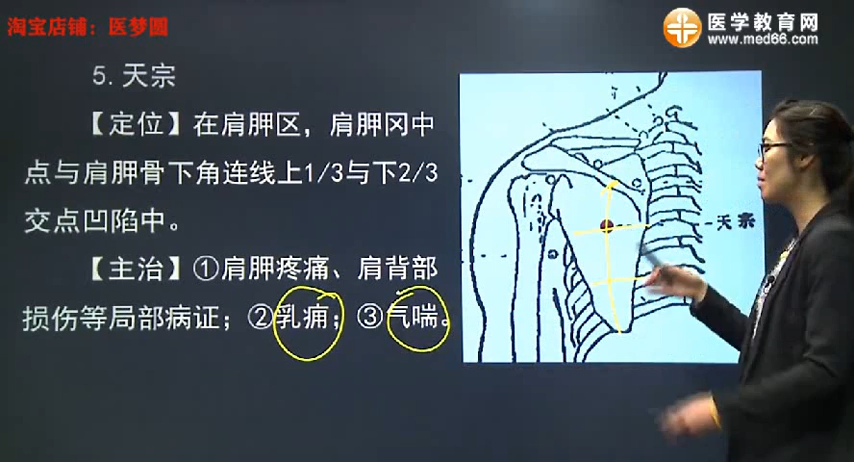 淘宝店铺：医梦圆
医学教育网
www.med66.com
5. 天宗
【定位】在肩胛区，肩胛冈中
点与肩胛骨下角连线上1/3与下2/3
交点凹陷中。
【主治】①肩胛疼痛、肩背部
损伤等局部病证；②乳痈；③气喘。
天宗